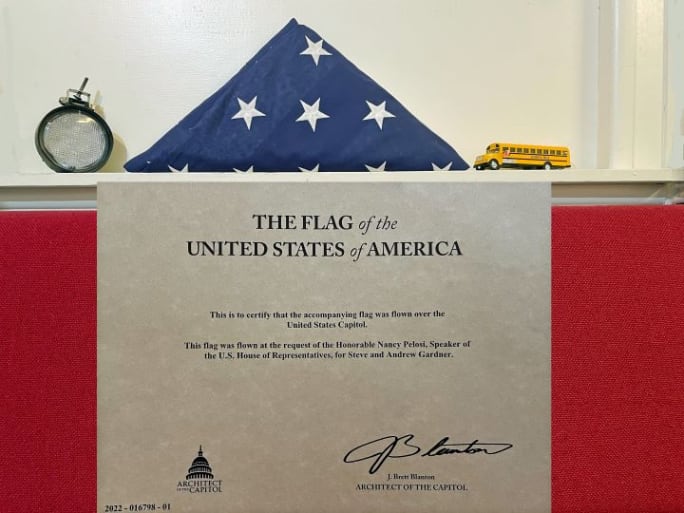 THE FLAG of the
UNITED STATES of AMERICA
This is to certify that the accompanying flag was flown over the
United States Capitol.
This flag was flown at the request of the Honorable Nancy Pelosi, Speaker of
the U.S. House of Representatives, for Steve and Andrew Gardner.
J Blanton
J. Brett Blanton
ARCHITECT OF THE CAPITOL
ARCHITECT
OF THE CAPITOL
2022 - 016798 - 01